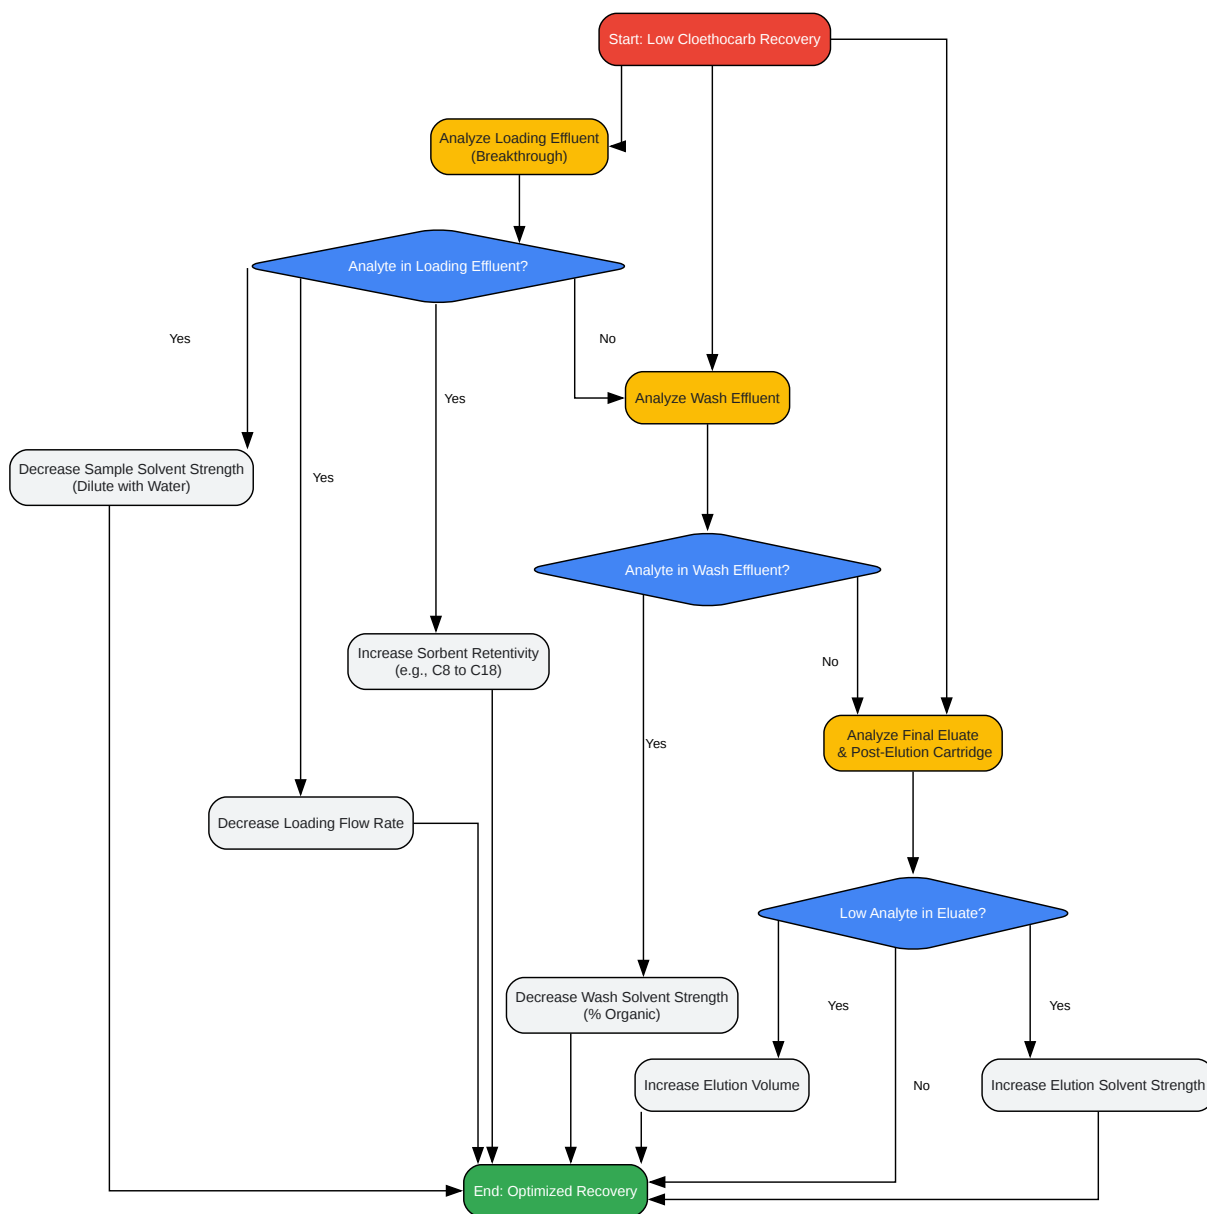 Start: Low Cloethocarb Recovery
Analyze Loading Effluent
(Breakthrough)
Analyte in Loading Effluent?
Yes
No
Yes
Analyze Wash Effluent
Decrease Sample Solvent Strength
(Dilute with Water)
Yes
Analyte in Wash Effluent?
Increase Sorbent Retentivity
(e.g., C8 to C18)
No
Yes
Analyze Final Eluate
& Post-Elution Cartridge
Decrease Loading Flow Rate
Low Analyte in Eluate?
Decrease Wash Solvent Strength
(% Organic)
Yes
Yes
Increase Elution Volume
No
Increase Elution Solvent Strength
End: Optimized Recovery